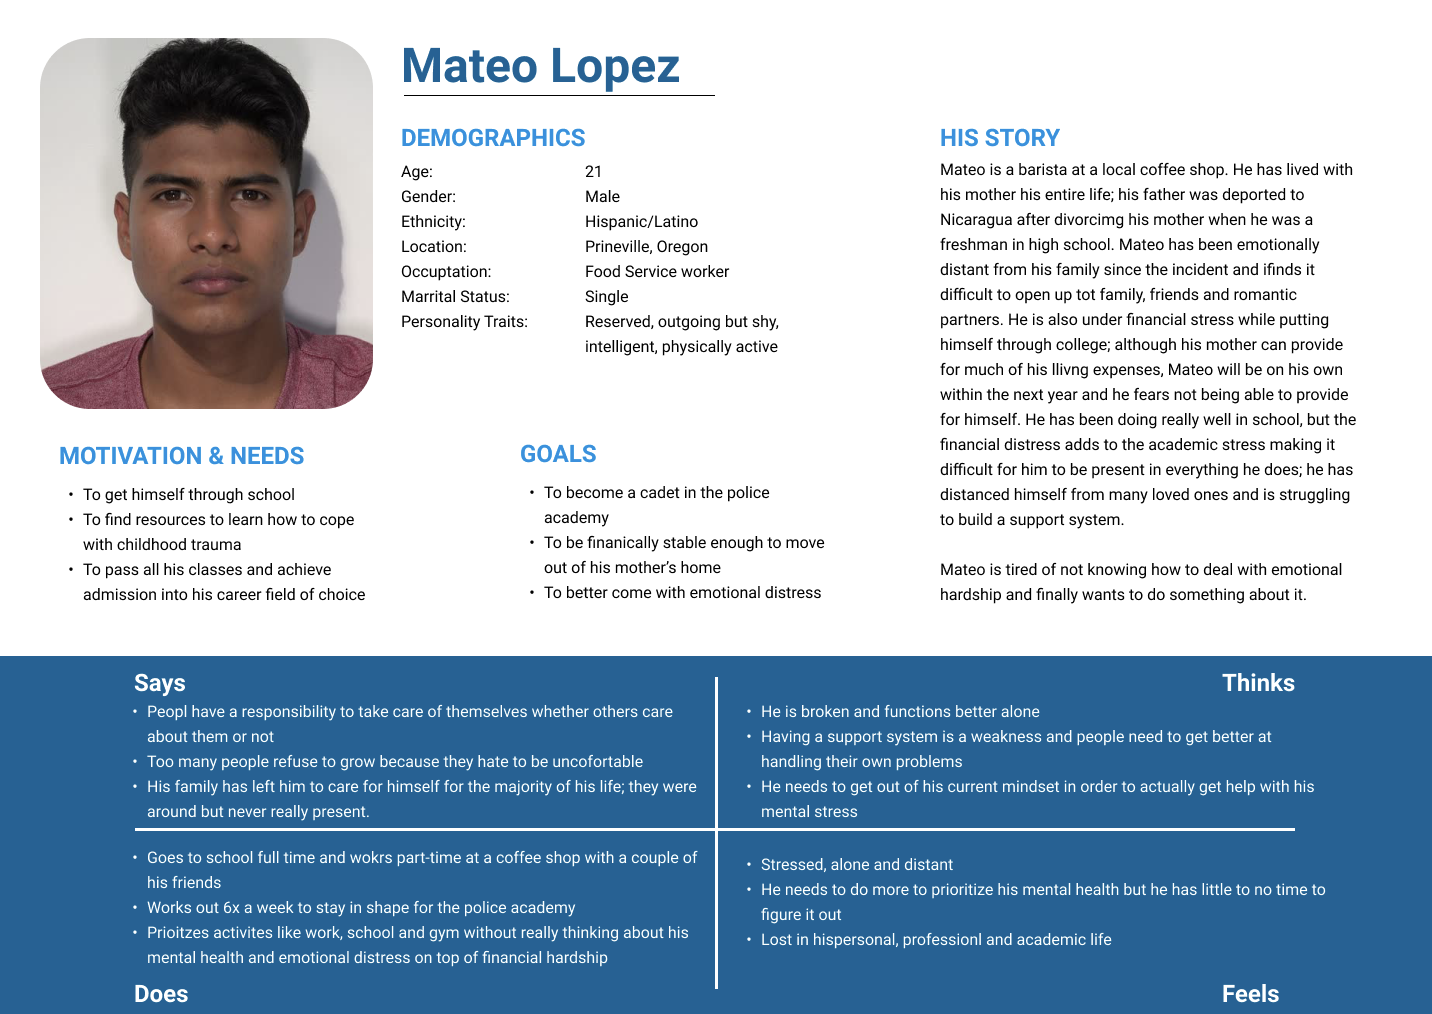 Mateo Lopez
DEMOGRAPHICS
Age: 21
Gender: Male
Ethnicity: Hispanic/Latino
Location: Prineville, Oregon
Occuptation: Food Service worker
Marrital Status: Single
Personality Traits: Reserved, outgoing but shy,
intelligent, physically active
HIS STORY
Mateo is a barista at a local coffee shop. He has lived with
his mother his entire life; his father was deported to
Nicaragua after divorcimg his mother when he was a
freshman in high school. Mateo has been emotionally
distant from his family since the incident and ifinds it
difficult to open up tot family, friends and romantic
partners. He is also under financial stress while putting
himself through college; although his mother can provide
for much of his llivng expenses, Mateo will be on his own
within the next year and he fears not being able to provide
for himself. He has been doing really well in school, but the
financial distress adds to the academic stress making it
difficult for him to be present in everything he does; he has
distanced himself from many loved ones and is struggling
to build a support system.
Mateo is tired of not knowing how to deal with emotional
hardship and finally wants to do something about it.
MOTIVATION & NEEDS
• To get himself through school
• To find resources to learn how to cope
with childhood trauma
• To pass all his classes and achieve
admission into his career field of choice
GOALS
• To become a cadet in the police
academy
• To be finanically stable enough to move
out of his mother's home
• To better come with emotional distress
Says
• Peopl have a responsibility to take care of themselves whether others care
about them or not
• Too many people refuse to grow because they hate to be uncofortable
• His family has left him to care for himself for the majority of his life; they were
around but never really present.
Thinks
• He is broken and functions better alone
• Having a support system is a weakness and people need to get better at
handling their own problems
• He needs to get out of his current mindset in order to actually get help with his
mental stress
• Goes to school full time and wokrs part-time at a coffee shop with a couple of
his friends
• Works out 6x a week to stay in shape for the police academy
• Prioitzes activites like work, school and gym without really thinking about his
mental health and emotional distress on top of financial hardship
Does
• Stressed, alone and distant
• He needs to do more to prioritize his mental health but he has little to no time to
figure it out
• Lost in hispersonal, professionl and academic life
Feels